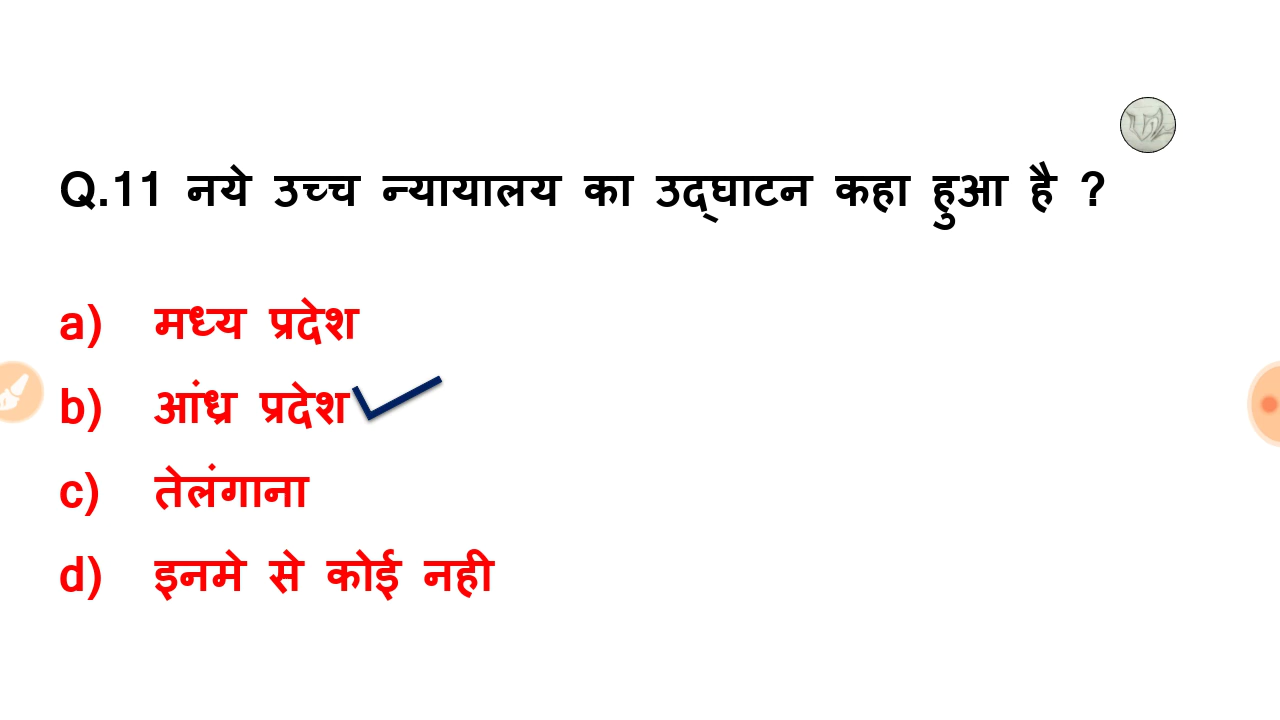 Q.11 नये उच्च न्यायालय का उद्घाटन कहा हुआ है ?
a) मध्य प्रदेश
b) आंध्र प्रदेश
c) तेलंगाना
d) इनमे से कोई नही